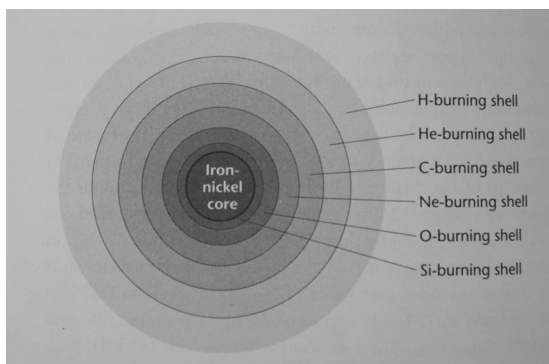 H-burning shell
He-burning shell
C-burning shell
Iron-
nickel
core
Ne-burning shell
O-burning shell
Si-burning shell